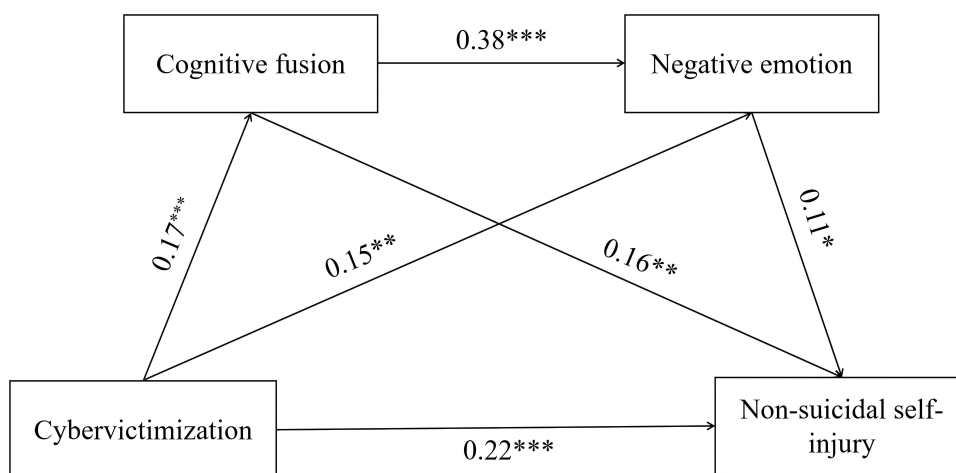 0.38***
Cognitive fusion
Negative emotion
0.17***
0.15**
0.16**
0.11*
Cybervictimization
Non-suicidal self-
injury
0.22***